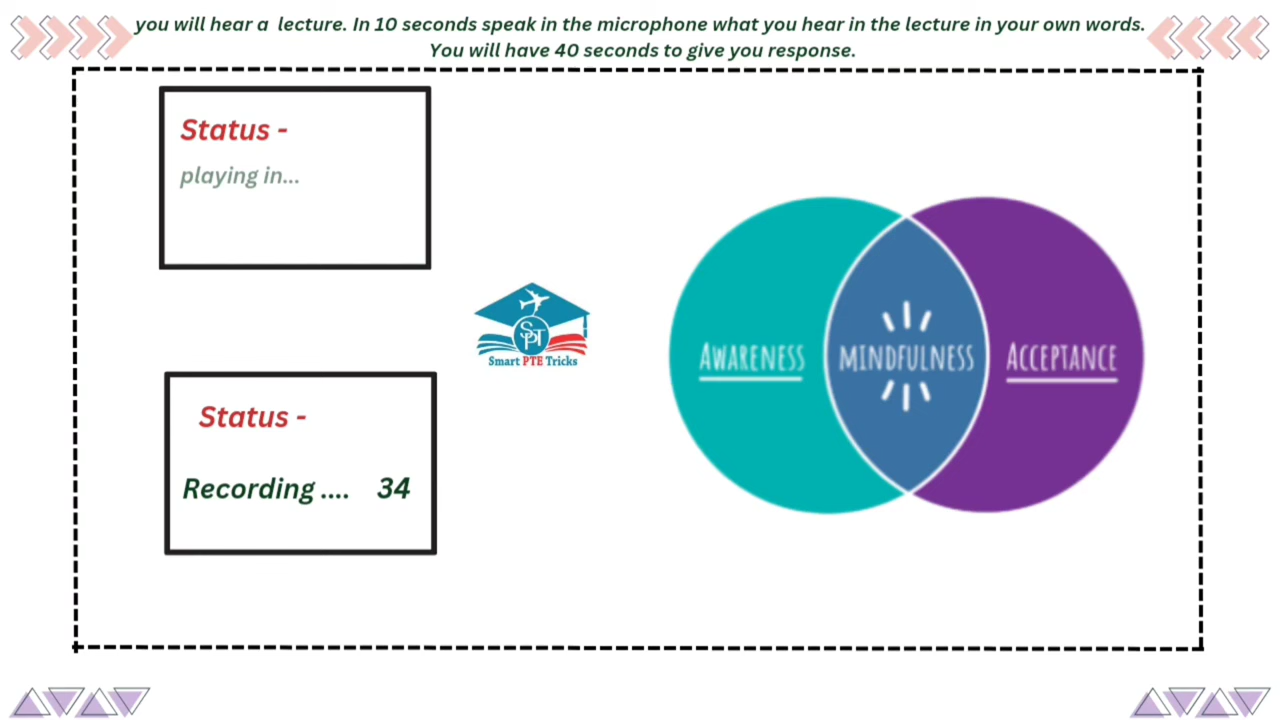 you will hear a lecture. In 10 seconds speak in the microphone what you hear in the lecture in your own words.
You will have 40 seconds to give you response.
Status -
playing in...
SPT
Smart PTE Tricks
AWARENESS
MINDFULNESS
ACCEPTANCE
Status -
Recording .... 34